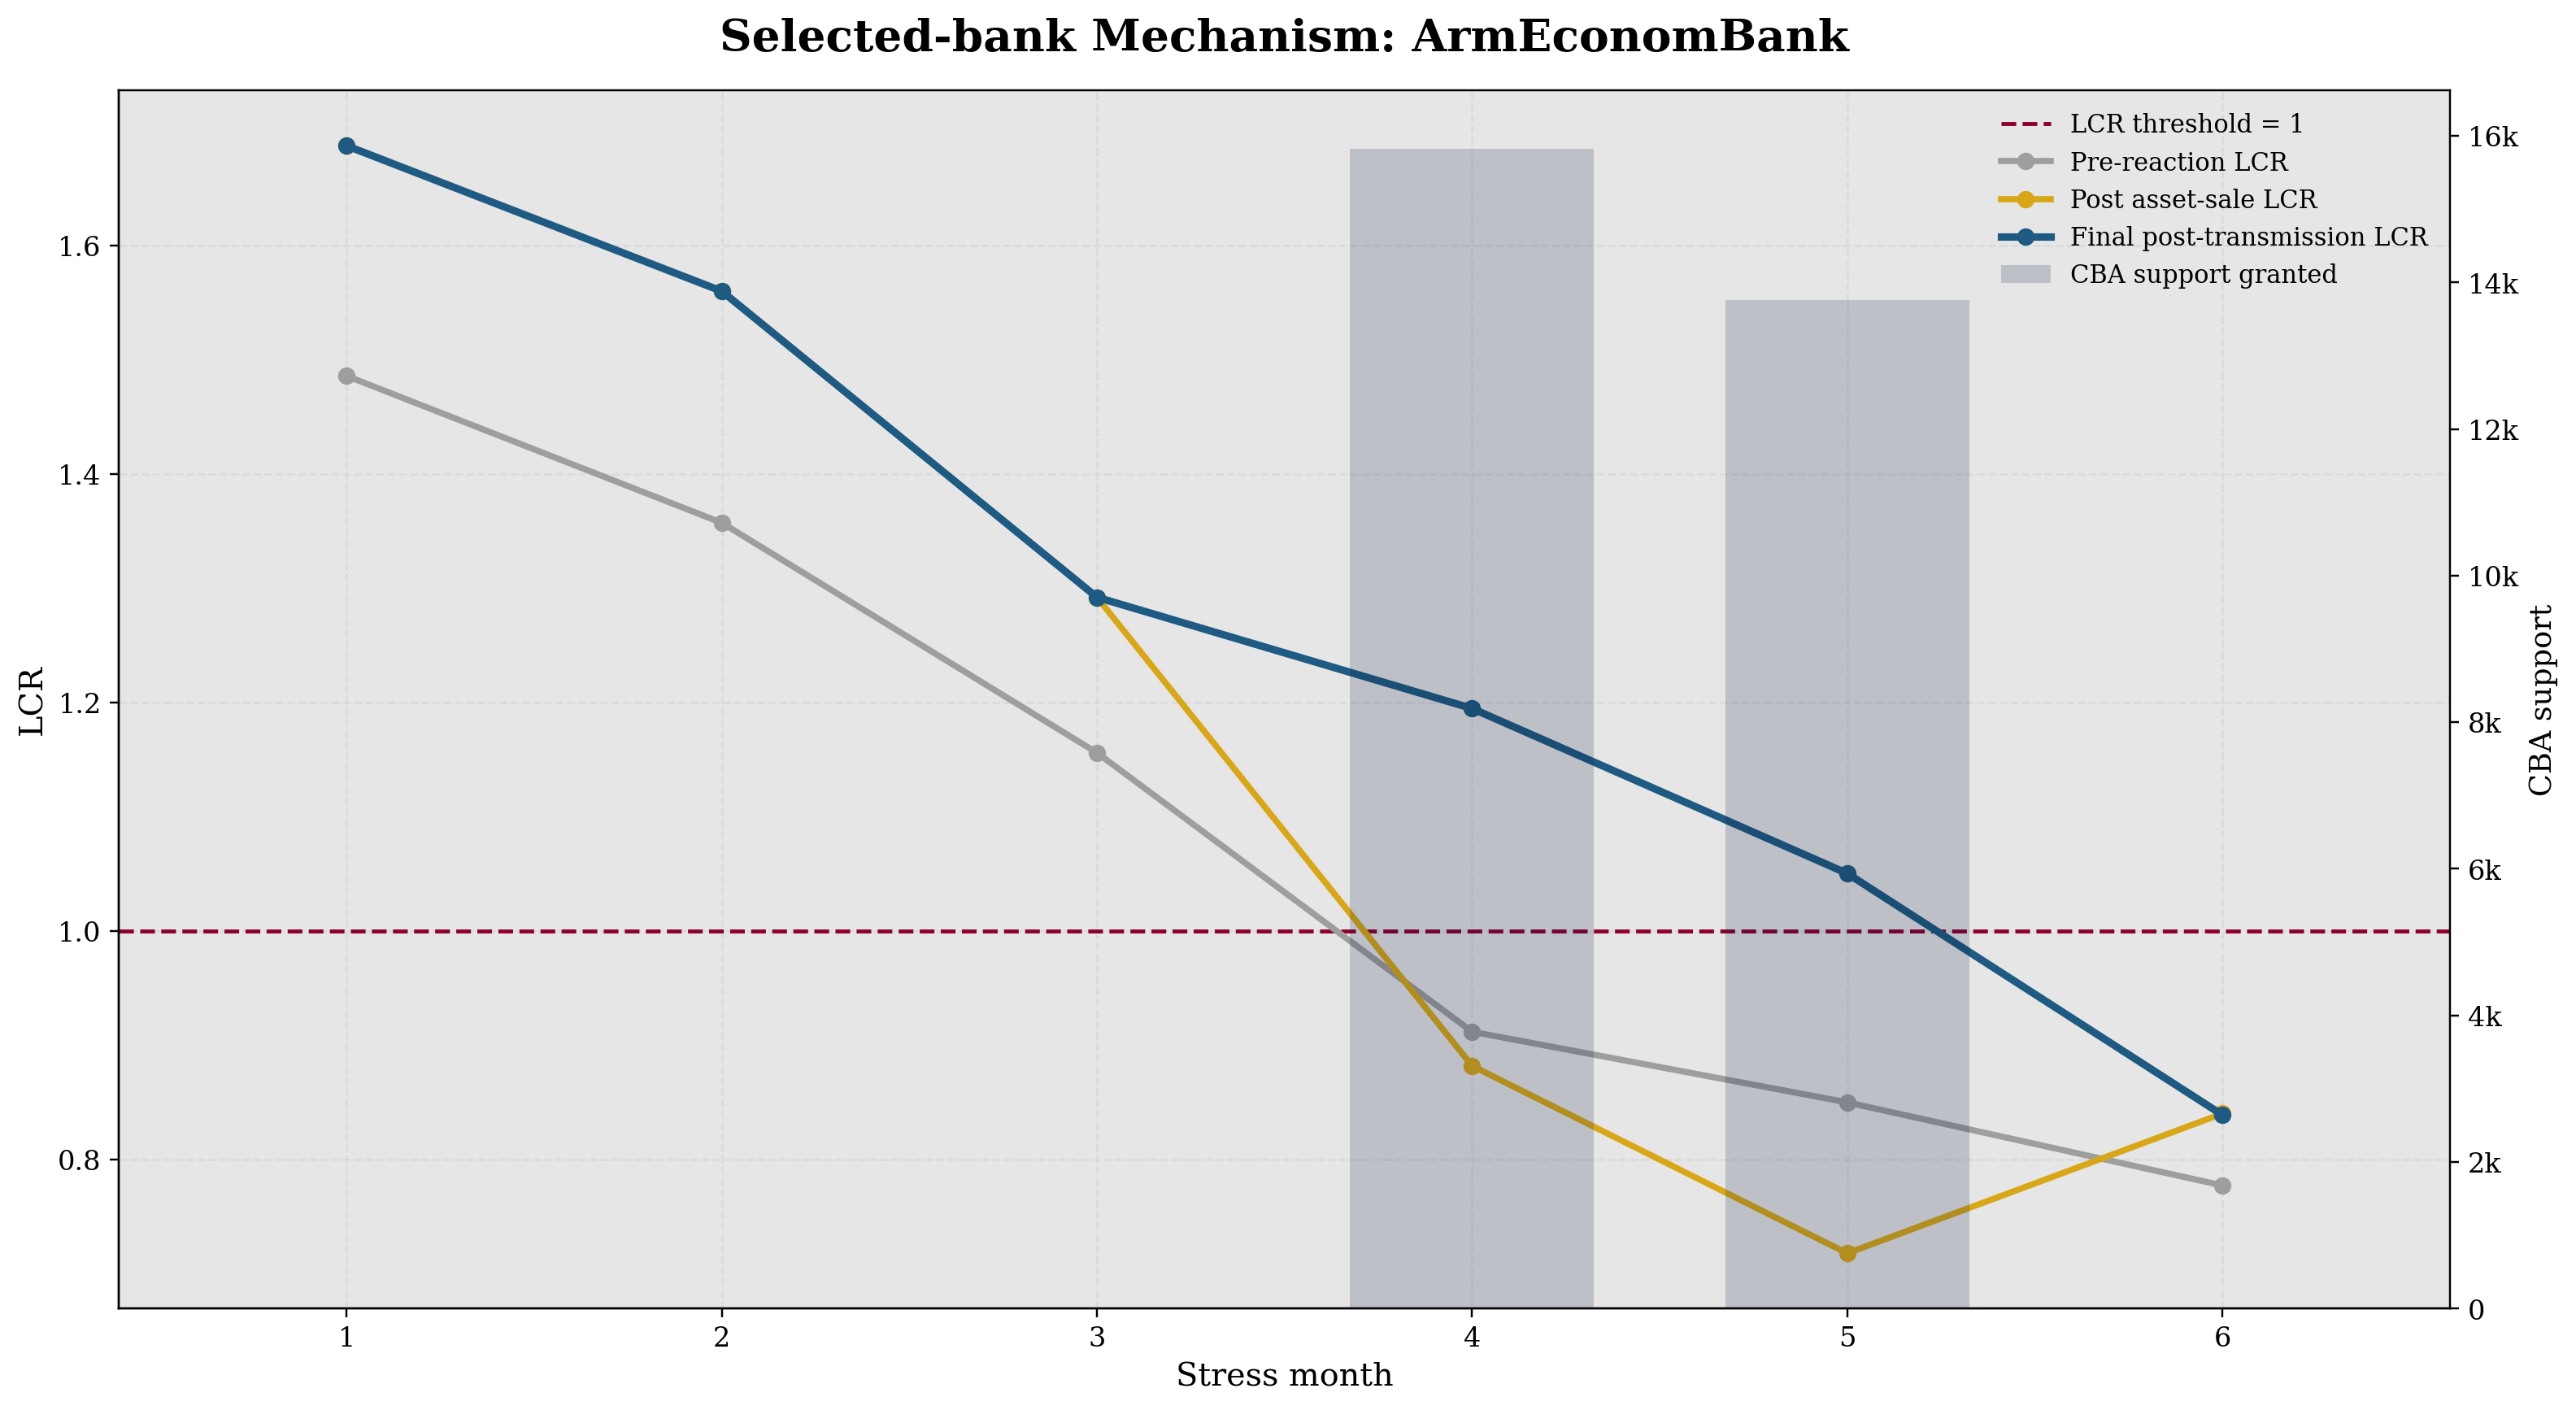 Selected-bank Mechanism: ArmEconomBank
LCR threshold = 1
Pre-reaction LCR
Post asset-sale LCR
Final post-transmission LCR
CBA support granted
LCR
1.6
1.4
1.2
1.0
0.8
16k
14k
12k
10k
8k
6k
4k
2k
0
CBA support
1
2
3
4
5
6
Stress month